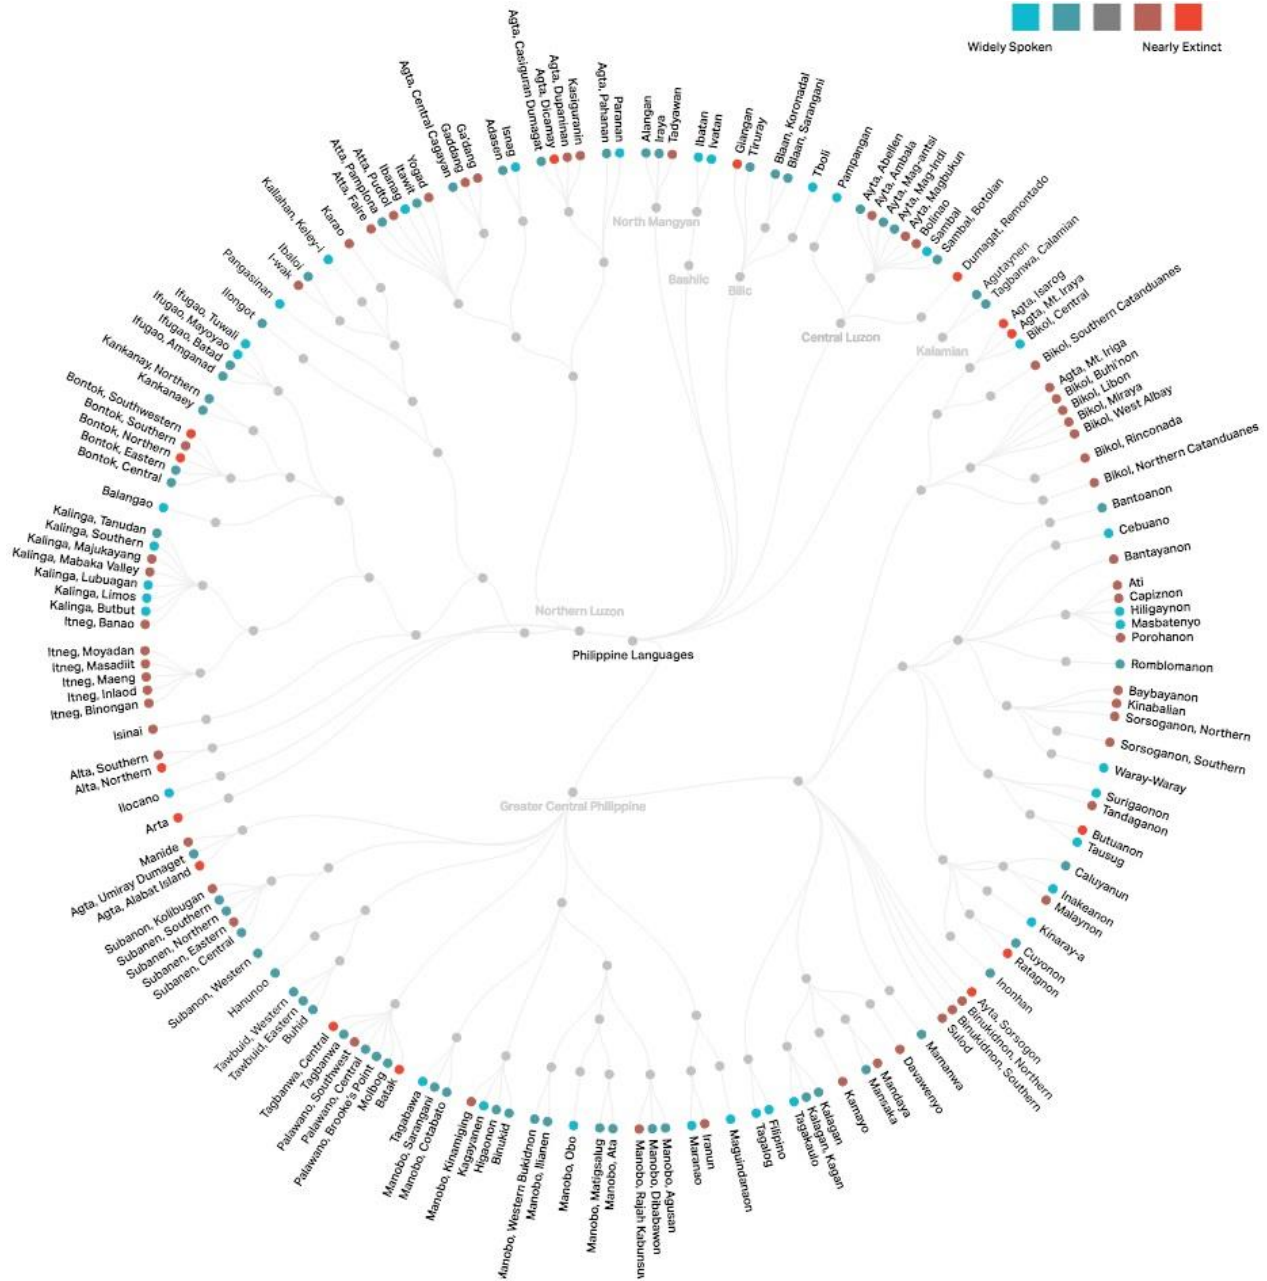 Widely Spoken
Nearly Extinct
Agta, Central Cagayan
Gaddang
Ga'dang
Adasen
Isnag
Agta, Casiguran Dumagat
Agta, Dicamay
Agta, Dupaninan
Kasiguranin
Agta, Pahanan
Paranan
Alangan
Iraya
Tadyawan
Ibatan
Ivatan
Giangan
Tiruray
Blaan, Koronadal
Blaan, Sarangani
Tboli
Pampangan
Ayta, Abellen
Ayta, Ambala
Ayta, Mag-antsi
Ayta, Mag-Indi
Ayta, Magbukun
Bolinao
Sambal
Sambal, Botolan
Dumagat, Remontado
Agutaynen
Tagbanwa, Calamian
Agta, Isarog
Agta, Mt. Iraya
Bikol, Central
Bikol, Southern Catanduanes
Agta, Mt. Iriga
Bikol, Buhi'non
Bikol, Libon
Bikol, Miraya
Bikol, West Albay
Bikol, Rinconada
Bikol, Northern Catanduanes
Bantoanon
Cebuano
Bantayanon
Ati
Capiznon
Hiligaynon
Masbatenyo
Porohanon
Romblomanon
Baybayanon
Kinabalian
Sorsoganon, Northern
Sorsoganon, Southern
Waray-Waray
Surigaonon
Tandaganon
Butuanon
Tausug
Caluyanun
Inakeanon
Malaynon
Kinaray-a
Cuyonon
Ratagnon
Inonhan
Ayta, Sorsogon
Binukidnon, Northern
Binukidnon, Southern
Sulod
Mamanwa
Davawenyo
Mandaya
Mansaka
Kamayo
Kalagan
Kalagan, Kagan
Tagakaulo
Filipino
Tagalog
Maguindanaon
Iranun
Maranao
Manobo, Agusan
Manobo, Dibabawon
Manobo, Rajah Kabunsuw
Manobo, Ata
Manobo, Matigsalug
Manobo, Obo
Manobo, Ilianen
Manobo, Western Bukidnon
Binukid
Higaonon
Kagayanen
Manobo, Kinamiging
Manobo, Cotabato
Manobo, Sarangani
Tagabawa
Batak
Molbog
Palawano, Brooke's Point
Palawano, Central
Palawano, Southwest
Tagbanwa
Tagbanwa, Central
Buhid
Tawbuid, Eastern
Tawbuid, Western
Hanunoo
Subanon, Western
Subanen, Central
Subanen, Eastern
Subanen, Northern
Subanen, Southern
Subanon, Kolibugan
Agta, Alabat Island
Agta, Umiray Dumaget
Manide
Arta
Ilocano
Alta, Northern
Alta, Southern
Isinai
Itneg, Binongan
Itneg, Inlaod
Itneg, Maeng
Itneg, Masadiit
Itneg, Moyadan
Itneg, Banao
Kalinga, Butbut
Kalinga, Limos
Kalinga, Lubuagan
Kalinga, Mabaka Valley
Kalinga, Majukayang
Kalinga, Southern
Kalinga, Tanudan
Balangao
Bontok, Central
Bontok, Eastern
Bontok, Northern
Bontok, Southern
Bontok, Southwestern
Kankanaey
Kankanay, Northern
Ifugao, Amganad
Ifugao, Batad
Ifugao, Mayoyao
Ifugao, Tuwali
Ilongot
Pangasinan
I-wak
Ibaloi
Kallahan, Keley-i
Karao
Atta, Faire
Atta, Pamplona
Atta, Pudtol
Ibanag
Itawit
Yogad
North Mangyan
Bashiic
Bilic
Central Luzon
Kalamian
Northern Luzon
Philippine Languages
Greater Central Philippine